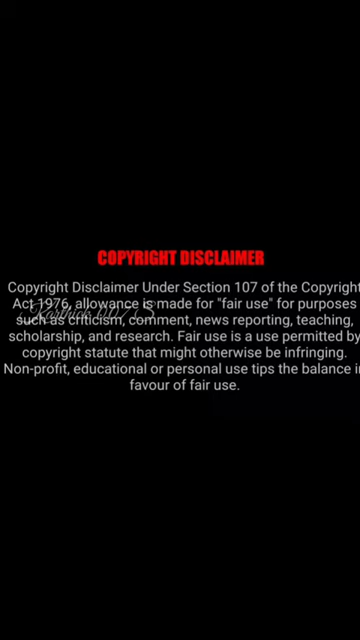 COPYRIGHT DISCLAIMER
Copyright Disclaimer Under Section 107 of the Copyright
Act 1976, allowance is made for "fair use" for purposes
Karthick 007 S
such as criticism, comment, news reporting, teaching,
scholarship, and research. Fair use is a use permitted by
copyright statute that might otherwise be infringing.
Non-profit, educational or personal use tips the balance in
favour of fair use.